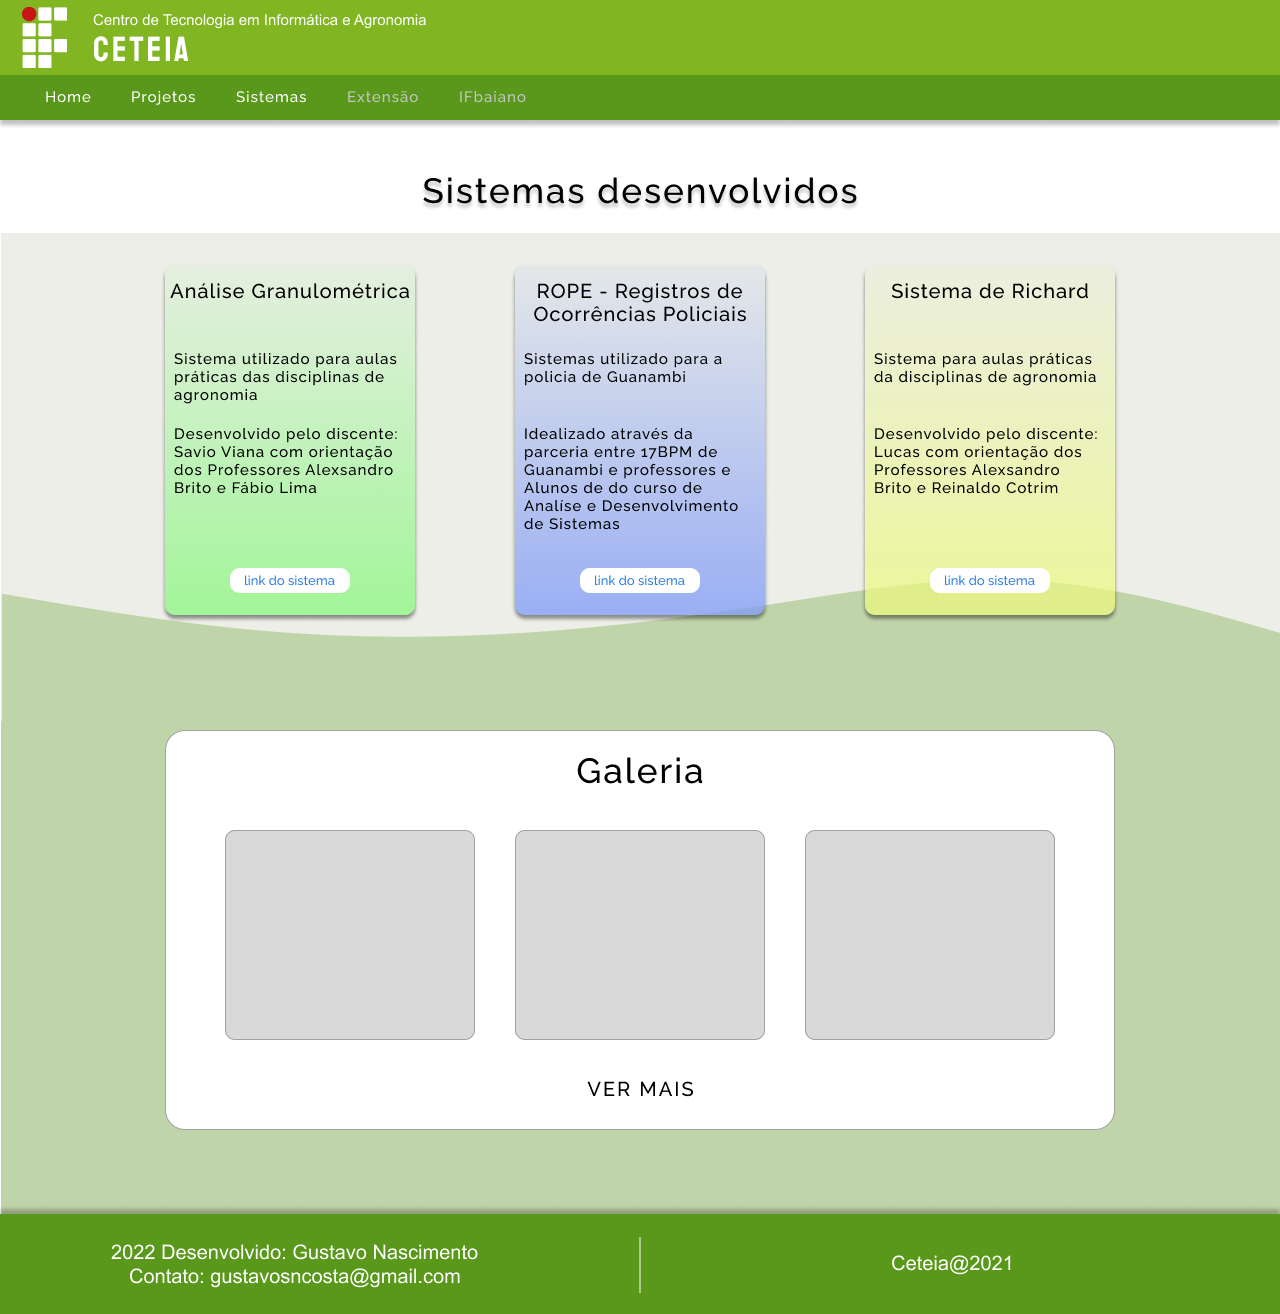 Centro de Tecnologia em Informática e Agronomia
CETEIA
Home Projetos Sistemas Extensão IFbaiano
Sistemas desenvolvidos
Análise Granulométrica
Sistema utilizado para aulas
práticas das disciplinas de
agronomia
Desenvolvido pelo discente:
Savio Viana com orientação
dos Professores Alexsandro
Brito e Fábio Lima
link do sistema
ROPE - Registros de
Ocorrências Policiais
Sistemas utilizado para a
policia de Guanambi
Idealizado através da
parceria entre 17BPM de
Guanambi e professores e
Alunos de do curso de
Analíse e Desenvolvimento
de Sistemas
link do sistema
Sistema de Richard
Sistema para aulas práticas
da disciplinas de agronomia
Desenvolvido pelo discente:
Lucas com orientação dos
Professores Alexsandro
Brito e Reinaldo Cotrim
link do sistema
Galeria
VER MAIS
2022 Desenvolvido: Gustavo Nascimento
Contato: gustavosncosta@gmail.com
Ceteia@2021